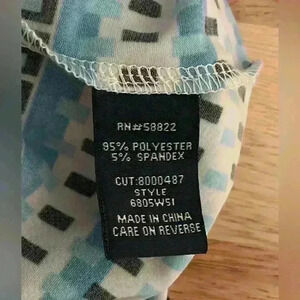 RN#58822
95% POLYESTER
5% SPANDEX
CUT:8000487
STYLE
6805W51
MADE IN CHINA
CARE ON REVERSE